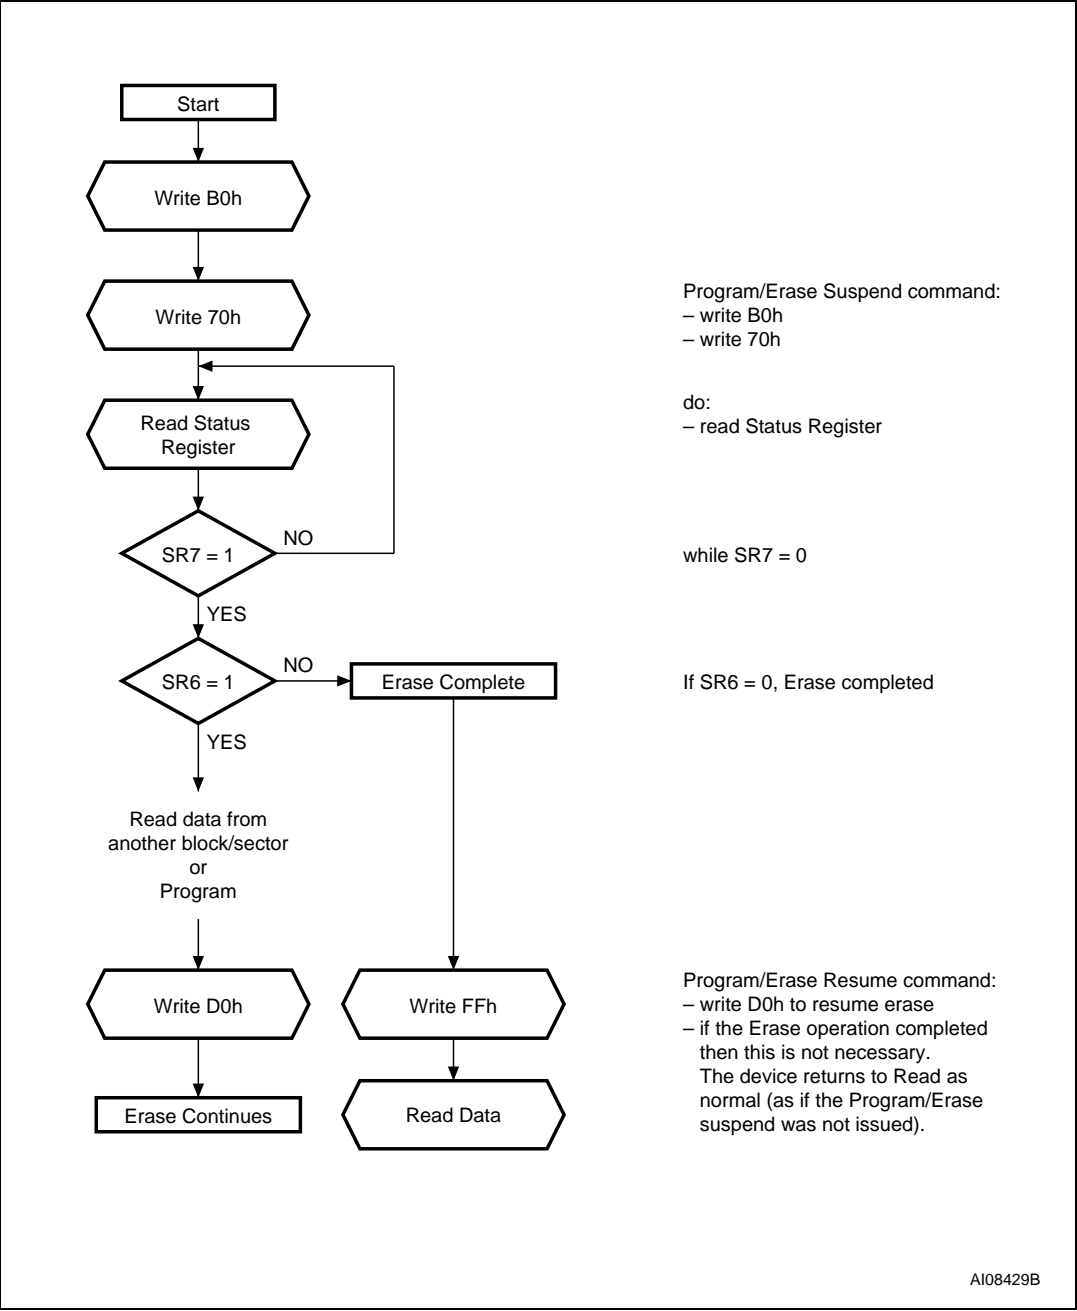 Start
Write B0h
Write 70h
Program/Erase Suspend command:
– write B0h
– write 70h
Read Status
Register
do:
– read Status Register
SR7 = 1
NO
while SR7 = 0
YES
SR6 = 1
NO
Erase Complete
If SR6 = 0, Erase completed
YES
Read data from
another block/sector
or
Program
Write D0h
Write FFh
Program/Erase Resume command:
– write D0h to resume erase
– if the Erase operation completed
then this is not necessary.
The device returns to Read as
normal (as if the Program/Erase
suspend was not issued).
Erase Continues
Read Data
AI08429B